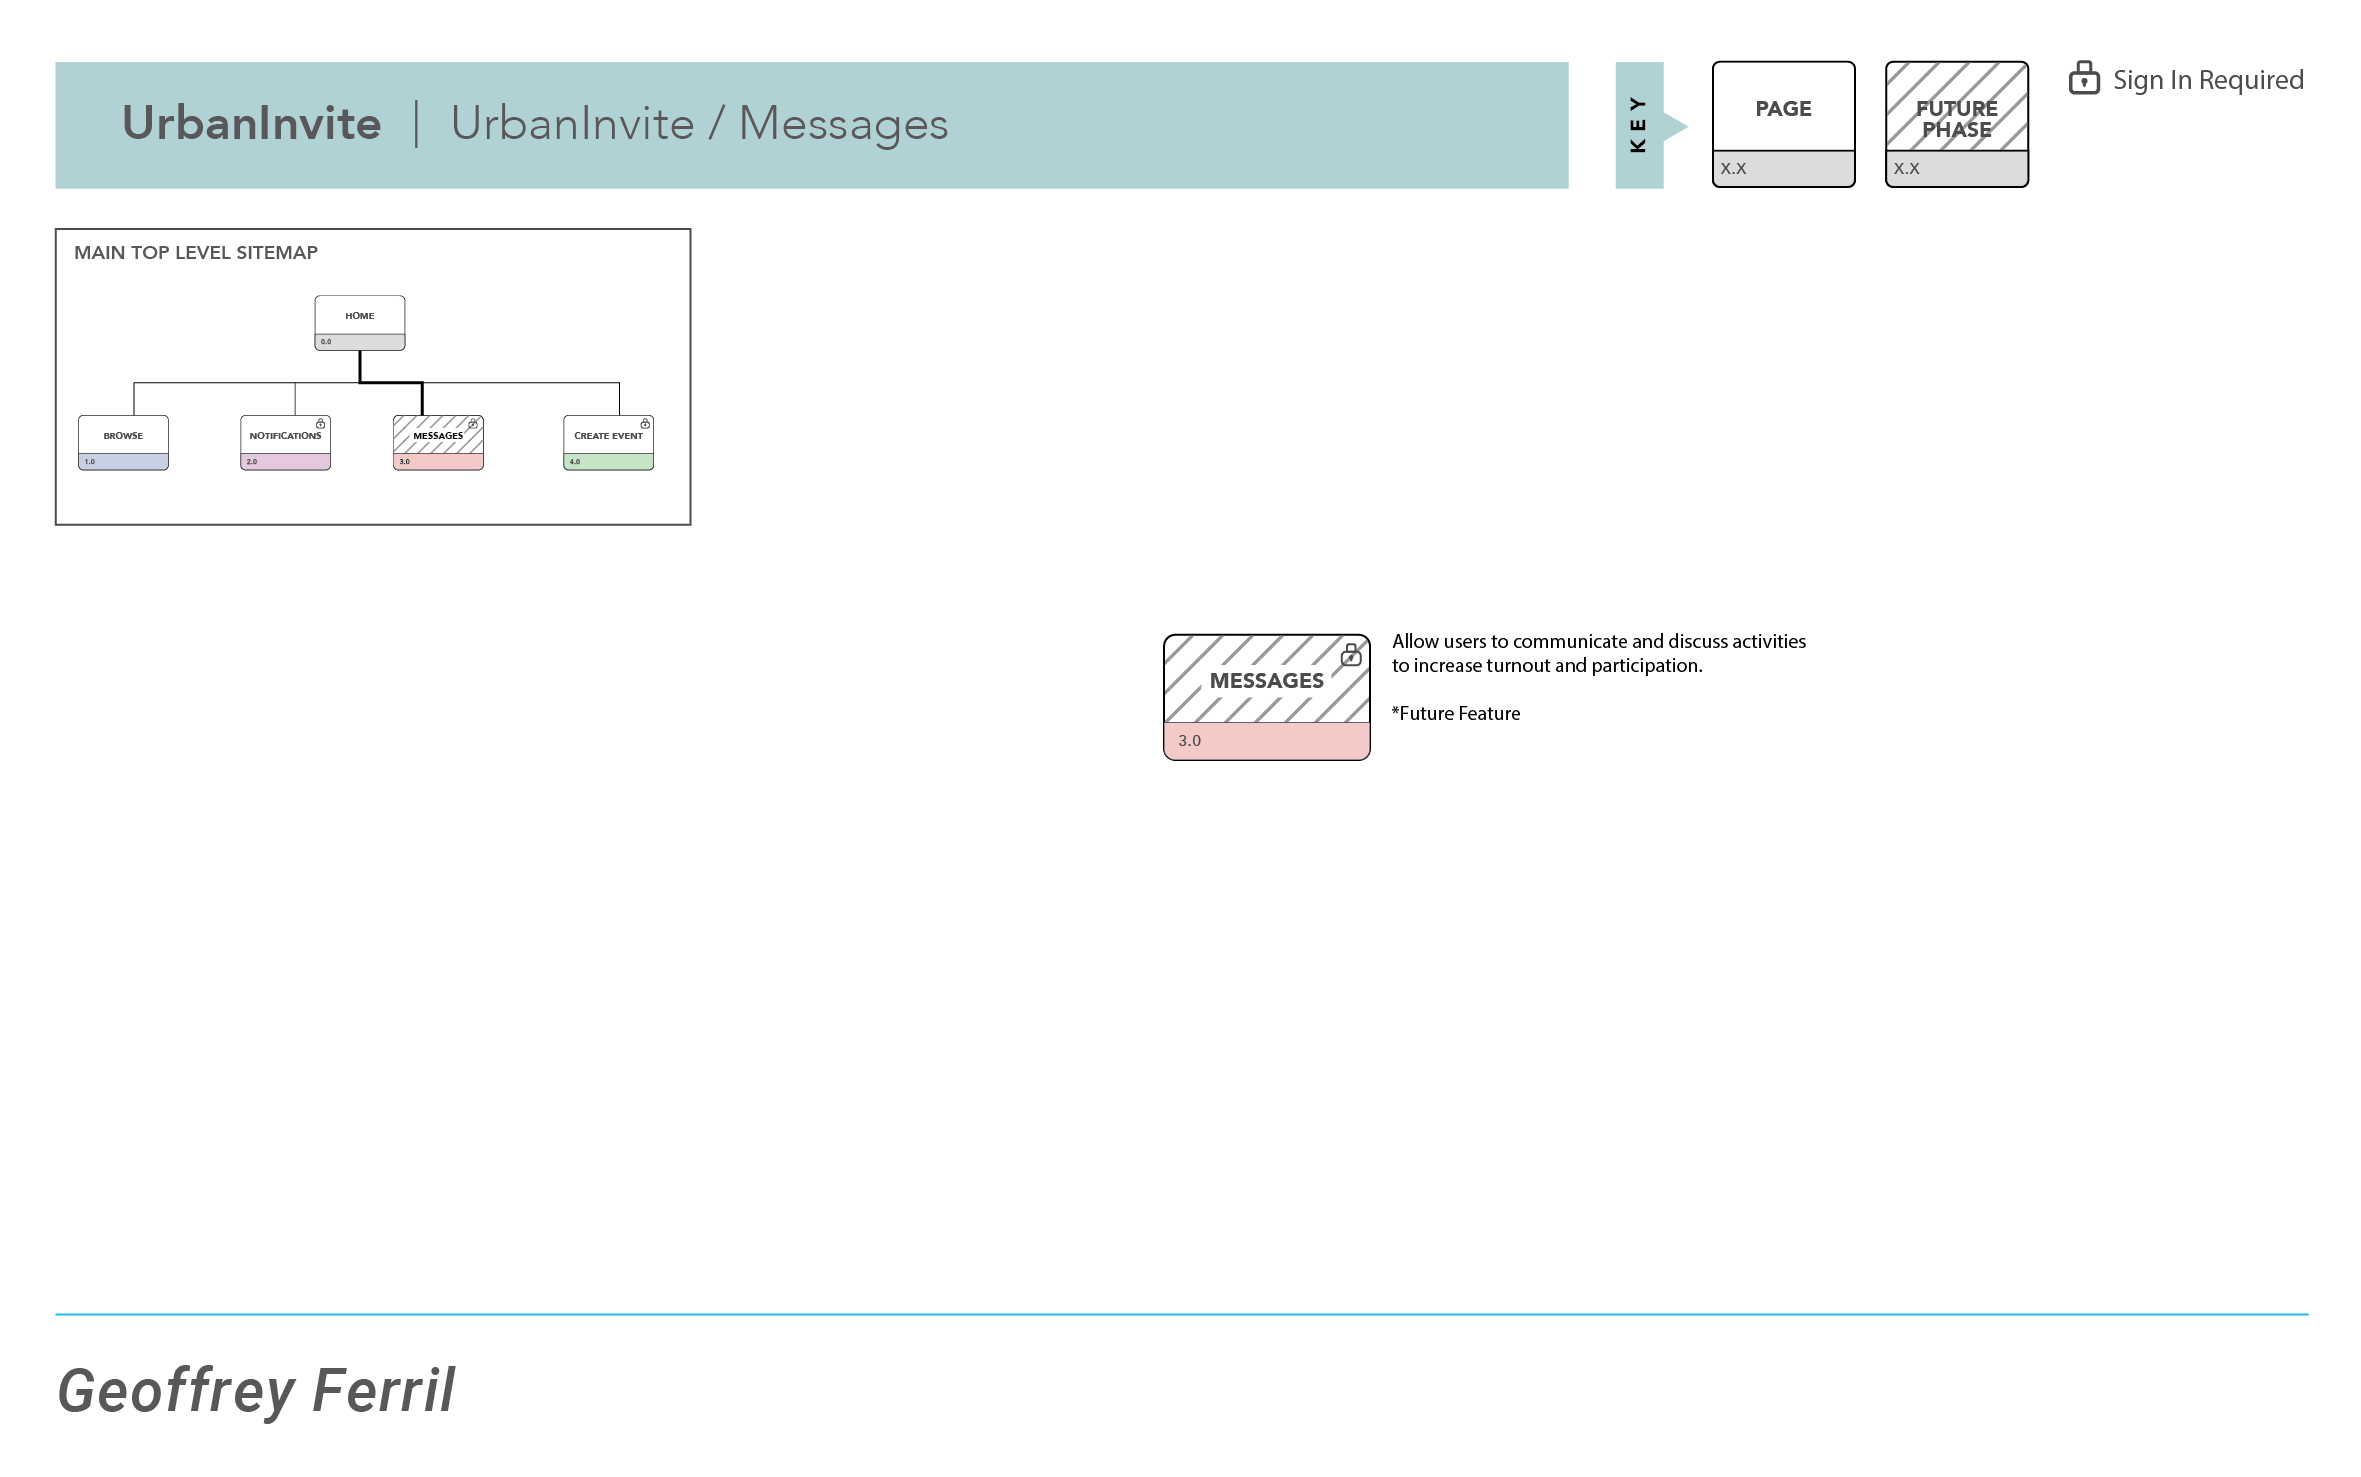 UrbanInvite | UrbanInvite / Messages
KEY
PAGE
X.X
FUTURE
PHASE
X.X
Sign In Required
MAIN TOP LEVEL SITEMAP
HOME
0.0
BROWSE
1.0
NOTIFICATIONS
2.0
MESSAGES
3.0
CREATE EVENT
4.0
MESSAGES
3.0
Allow users to communicate and discuss activities
to increase turnout and participation.
*Future Feature
Geoffrey Ferril